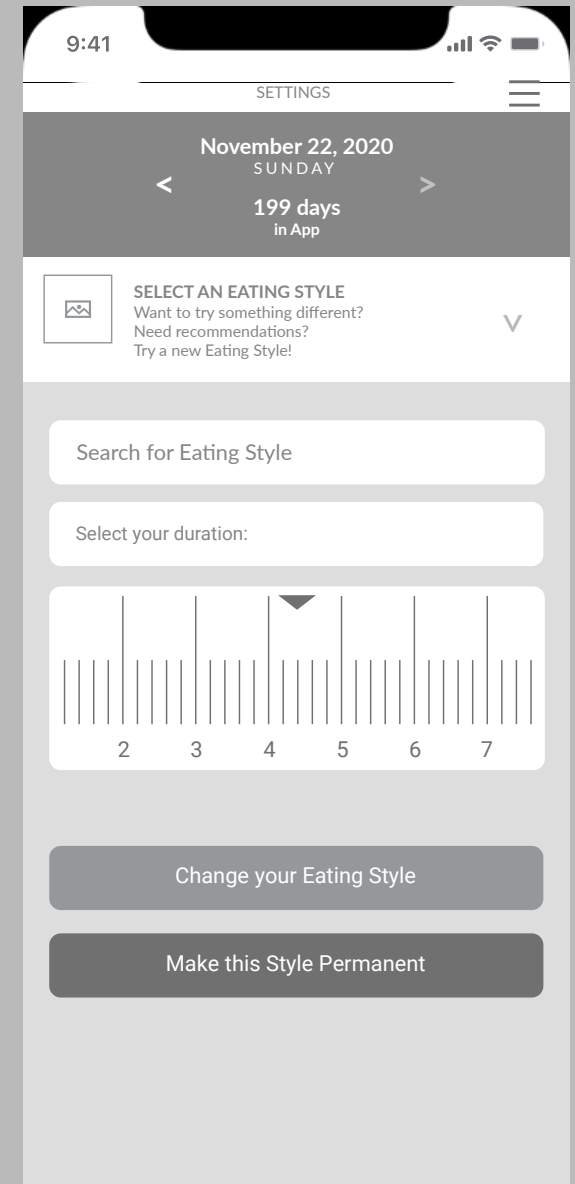 9:41
SETTINGS
November 22, 2020
SUNDAY
< >
199 days
in App
SELECT AN EATING STYLE
Want to try something different?
Need recommendations?
Try a new Eating Style!
V
Search for Eating Style
Select your duration:
2 3 4 5 6 7
Change your Eating Style
Make this Style Permanent